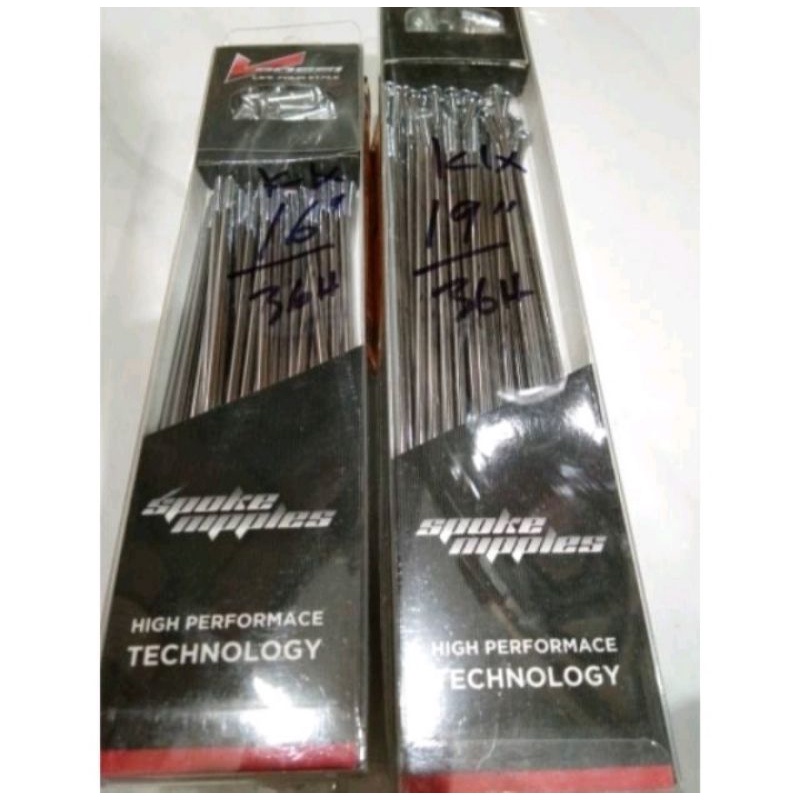 KLX
16"
36H
spoke
nipples
HIGH PERFORMACE
TECHNOLOGY
KLX
19"
36H
spoke
nipples
HIGH PERFORMACE
TECHNOLOGY